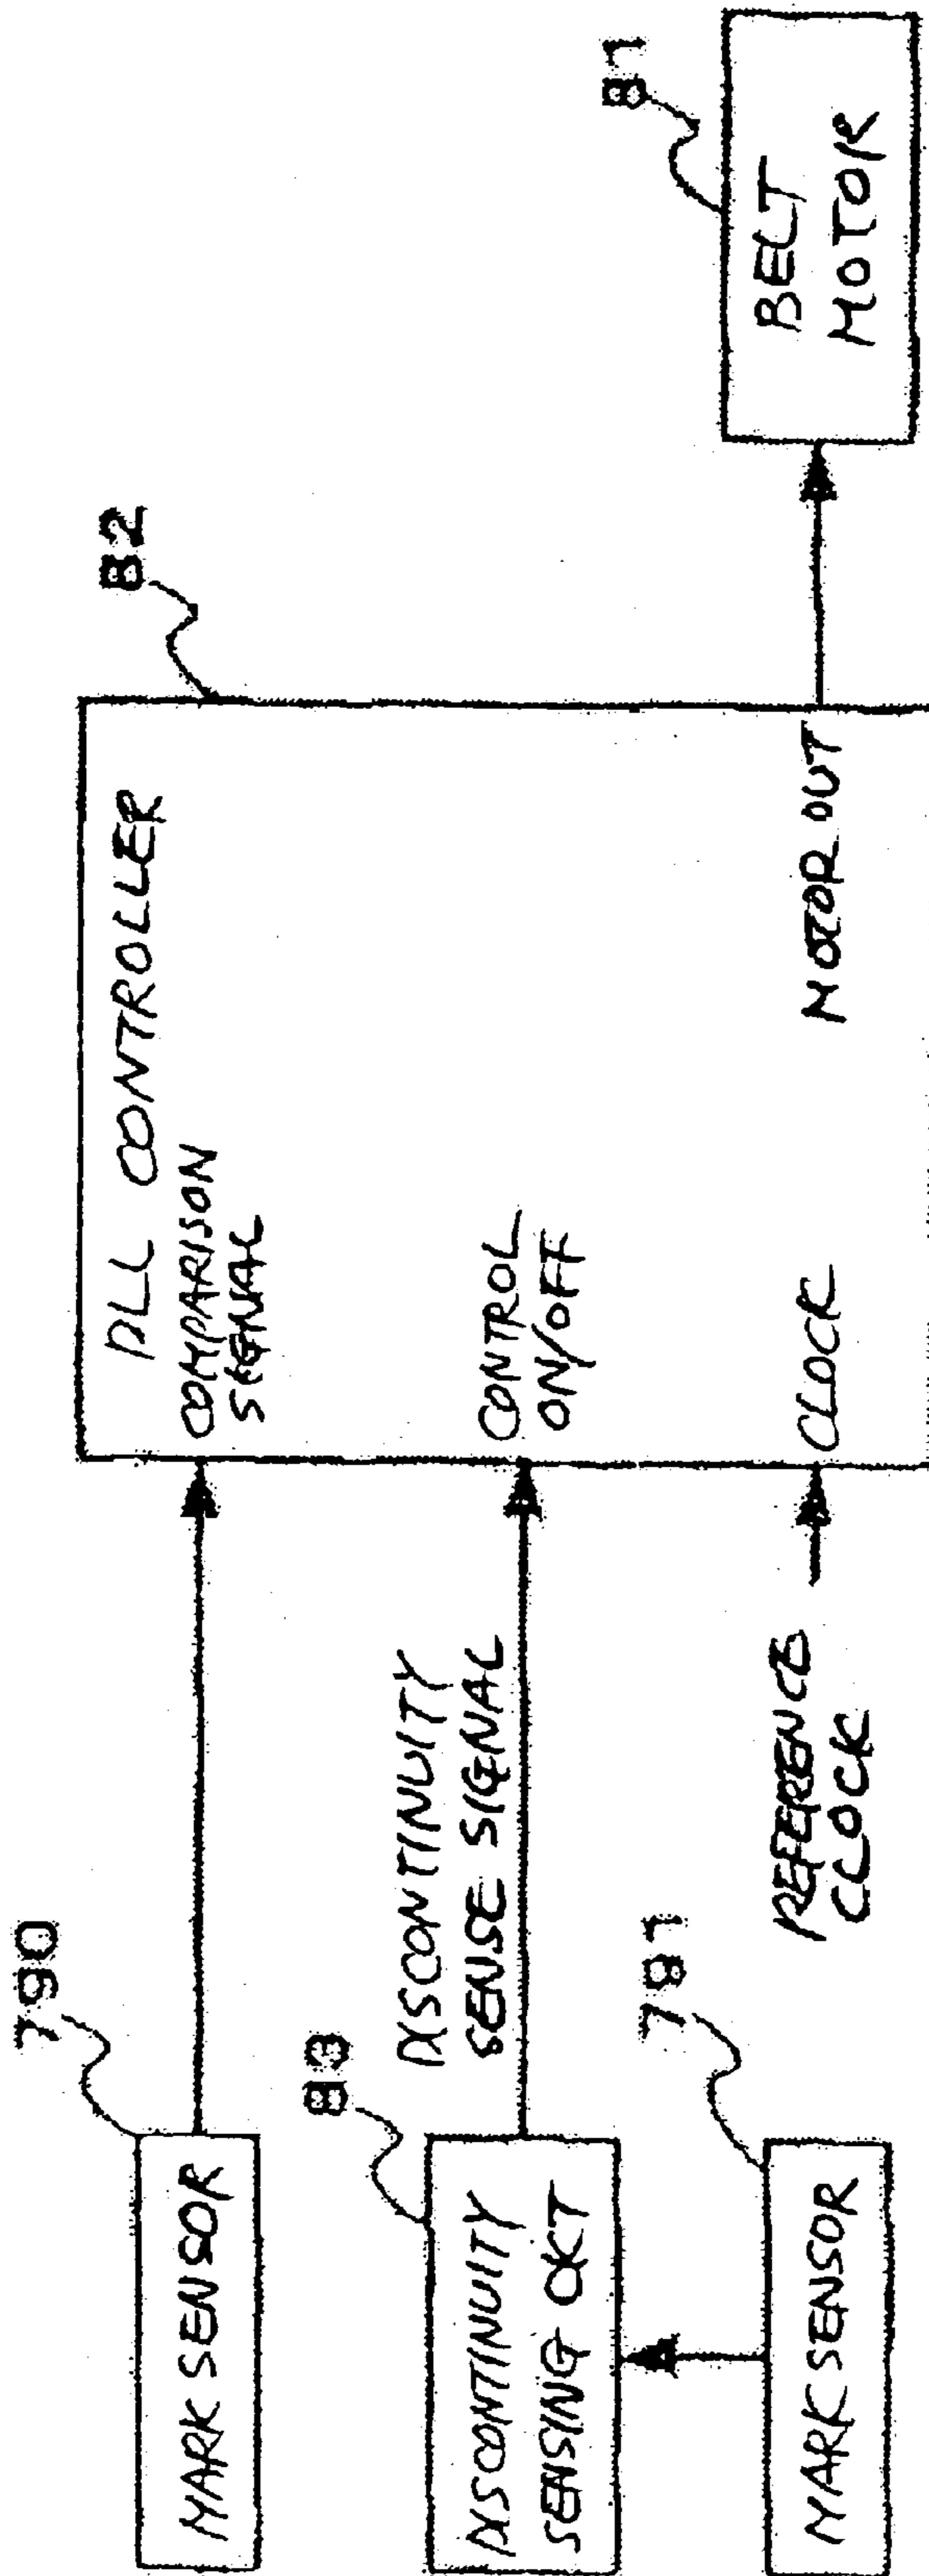 790
MARK SENSOR
83
DISCONTINUITY
SENSING CKT
791
MARK SENSOR
DISCONTINUITY
SENSE SIGNAL
REFERENCE
CLOCK
82
PLL CONTROLLER
COMPARISON
SIGNAL
CONTROL
ON/OFF
CLOCK
MOTOR OUT
81
BELT
MOTOR